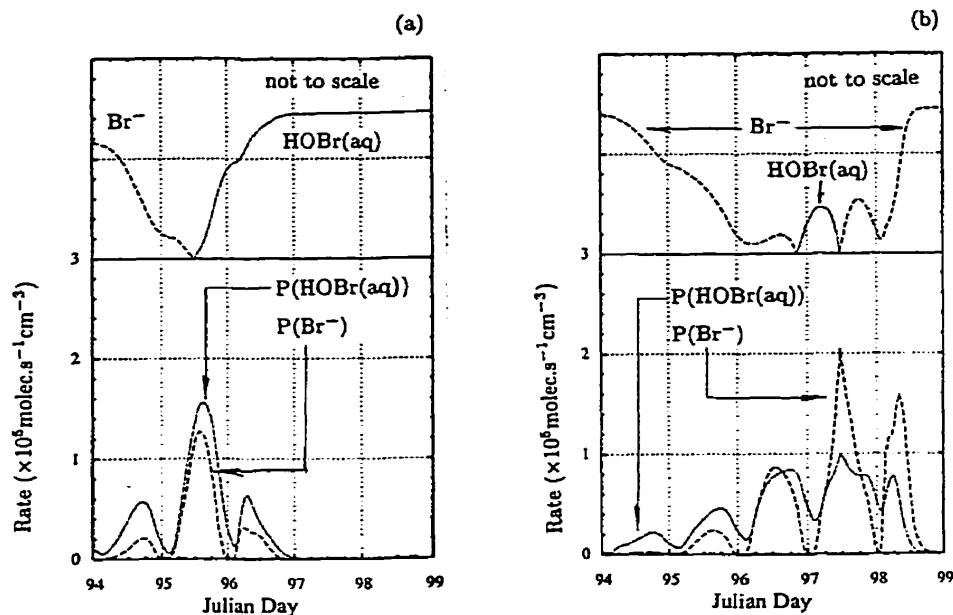 (a)
not to scale
Br⁻
HOBr(aq)
3
2
1
0
Rate (×10⁵molec.s⁻¹cm⁻³)
P(HOBr(aq))
P(Br⁻)
94 95 96 97 98 99
Julian Day
(b)
not to scale
Br⁻
HOBr(aq)
3
2
1
0
Rate (×10⁵molec.s⁻¹cm⁻³)
P(HOBr(aq))
P(Br⁻)
94 95 96 97 98 99
Julian Day